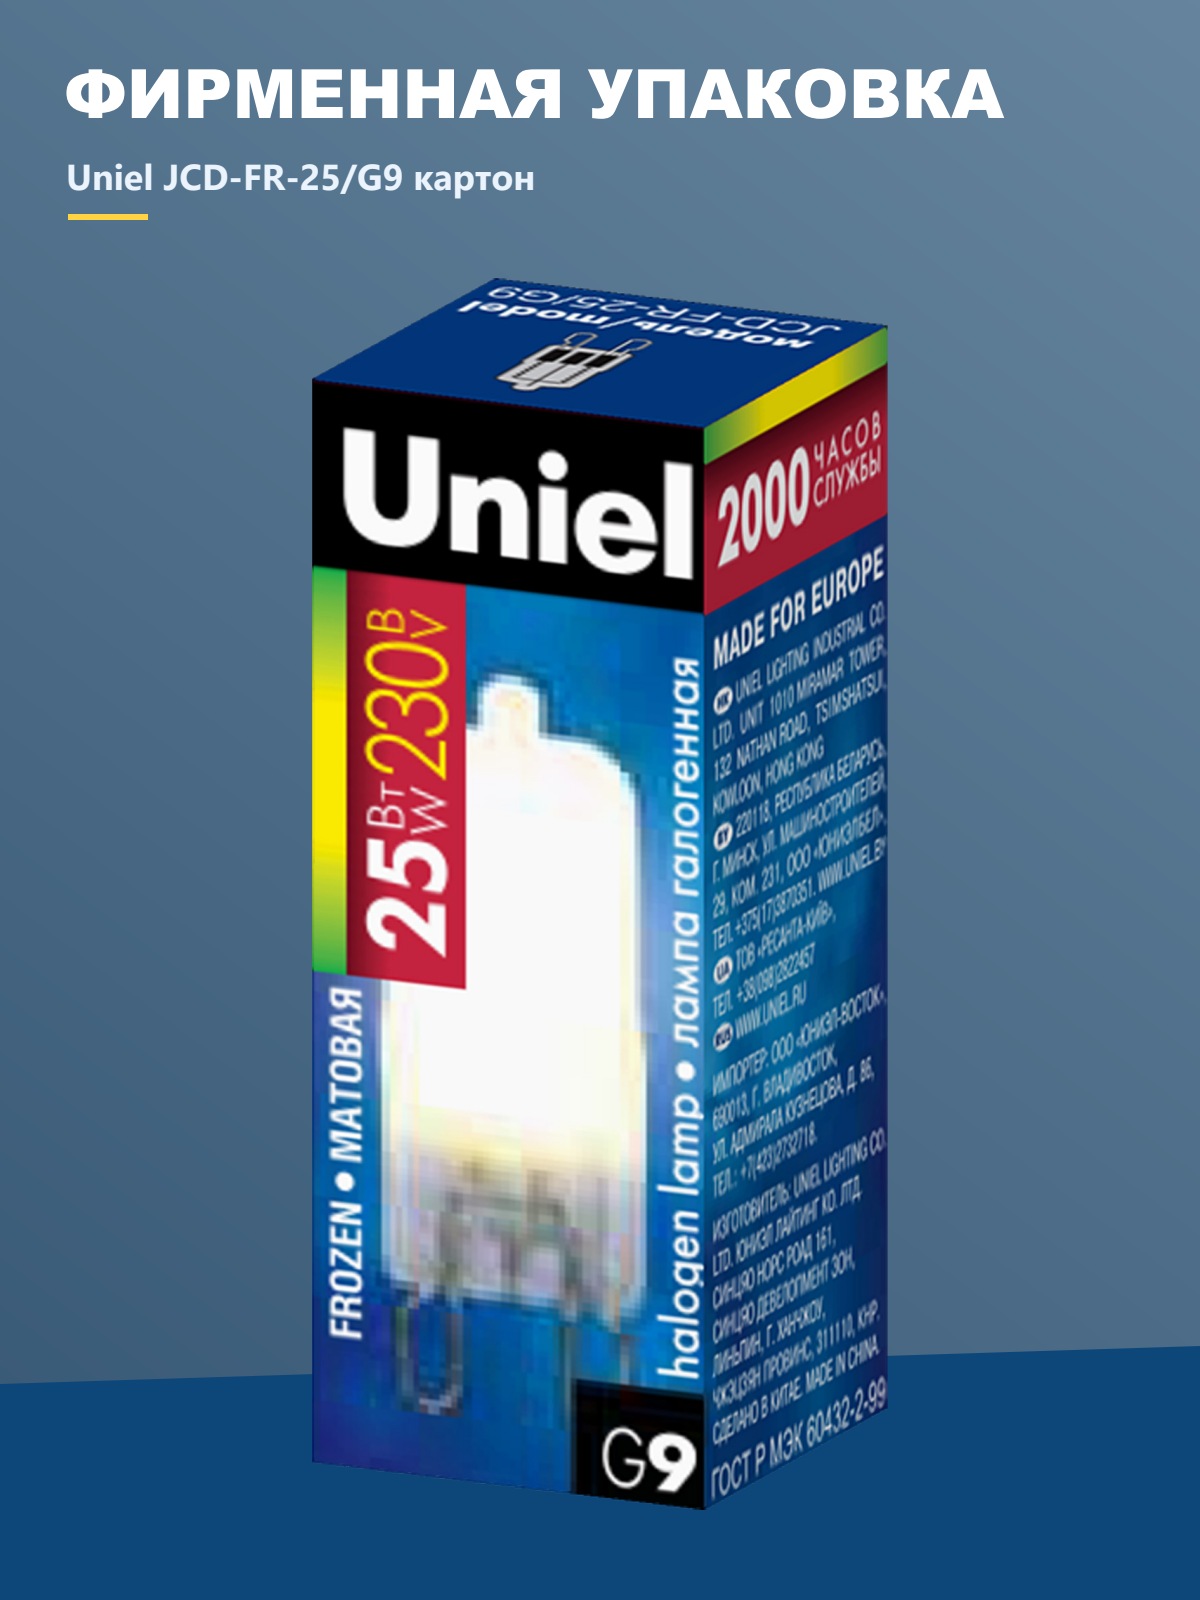 ФИРМЕННАЯ УПАКОВКА
Uniel JCD-FR-25/G9 картон
модель/model
JCD-FR-25/G9
Uniel
25 Вт W 230 В V
FROZEN • МАТОВАЯ
halogen lamp • лампа галогенная
G9
2000 ЧАСОВ
СЛУЖБЫ
MADE FOR EUROPE
HK UNIEL LIGHTING INDUSTRIAL CO.
LTD. UNIT 1010 MIRAMAR TOWER,
132 NATHAN ROAD, TSIMSHATSUI,
KOWLOON, HONG KONG
BY 220118, РЕСПУБЛИКА БЕЛАРУСЬ,
Г. МИНСК, УЛ. МАШИНОСТРОИТЕЛЕЙ,
29, КОМ. 231, ООО «ЮНИЭЛБЕЛ»,
ТЕЛ. +375(17)3870351. WWW.UNIEL.BY
UA ТОВ «РЕСАНТА-КИЇВ»,
ТЕЛ. +38(098)2822457
RUS WWW.UNIEL.RU
ИМПОРТЕР: ООО «ЮНИЭЛ-ВОСТОК»,
690013, Г. ВЛАДИВОСТОК,
УЛ. АДМИРАЛА КУЗНЕЦОВА, Д. 86,
ТЕЛ.: +7(423)2732718.
ИЗГОТОВИТЕЛЬ: UNIEL LIGHTING CO.
LTD. ЮНИЭЛ ЛАЙТИНГ КО. ЛТД.
СИНЦЯО НОРС РОАД 161,
СИНЦЯО ДЕВЕЛОПМЕНТ ЗОН,
ЛИНЬПИН, Г. ХАНЧЖОУ,
ЧЖЭЦЗЯН ПРОВИНС, 311110, КНР.
СДЕЛАНО В КИТАЕ. MADE IN CHINA.
ГОСТ Р МЭК 60432-2-99